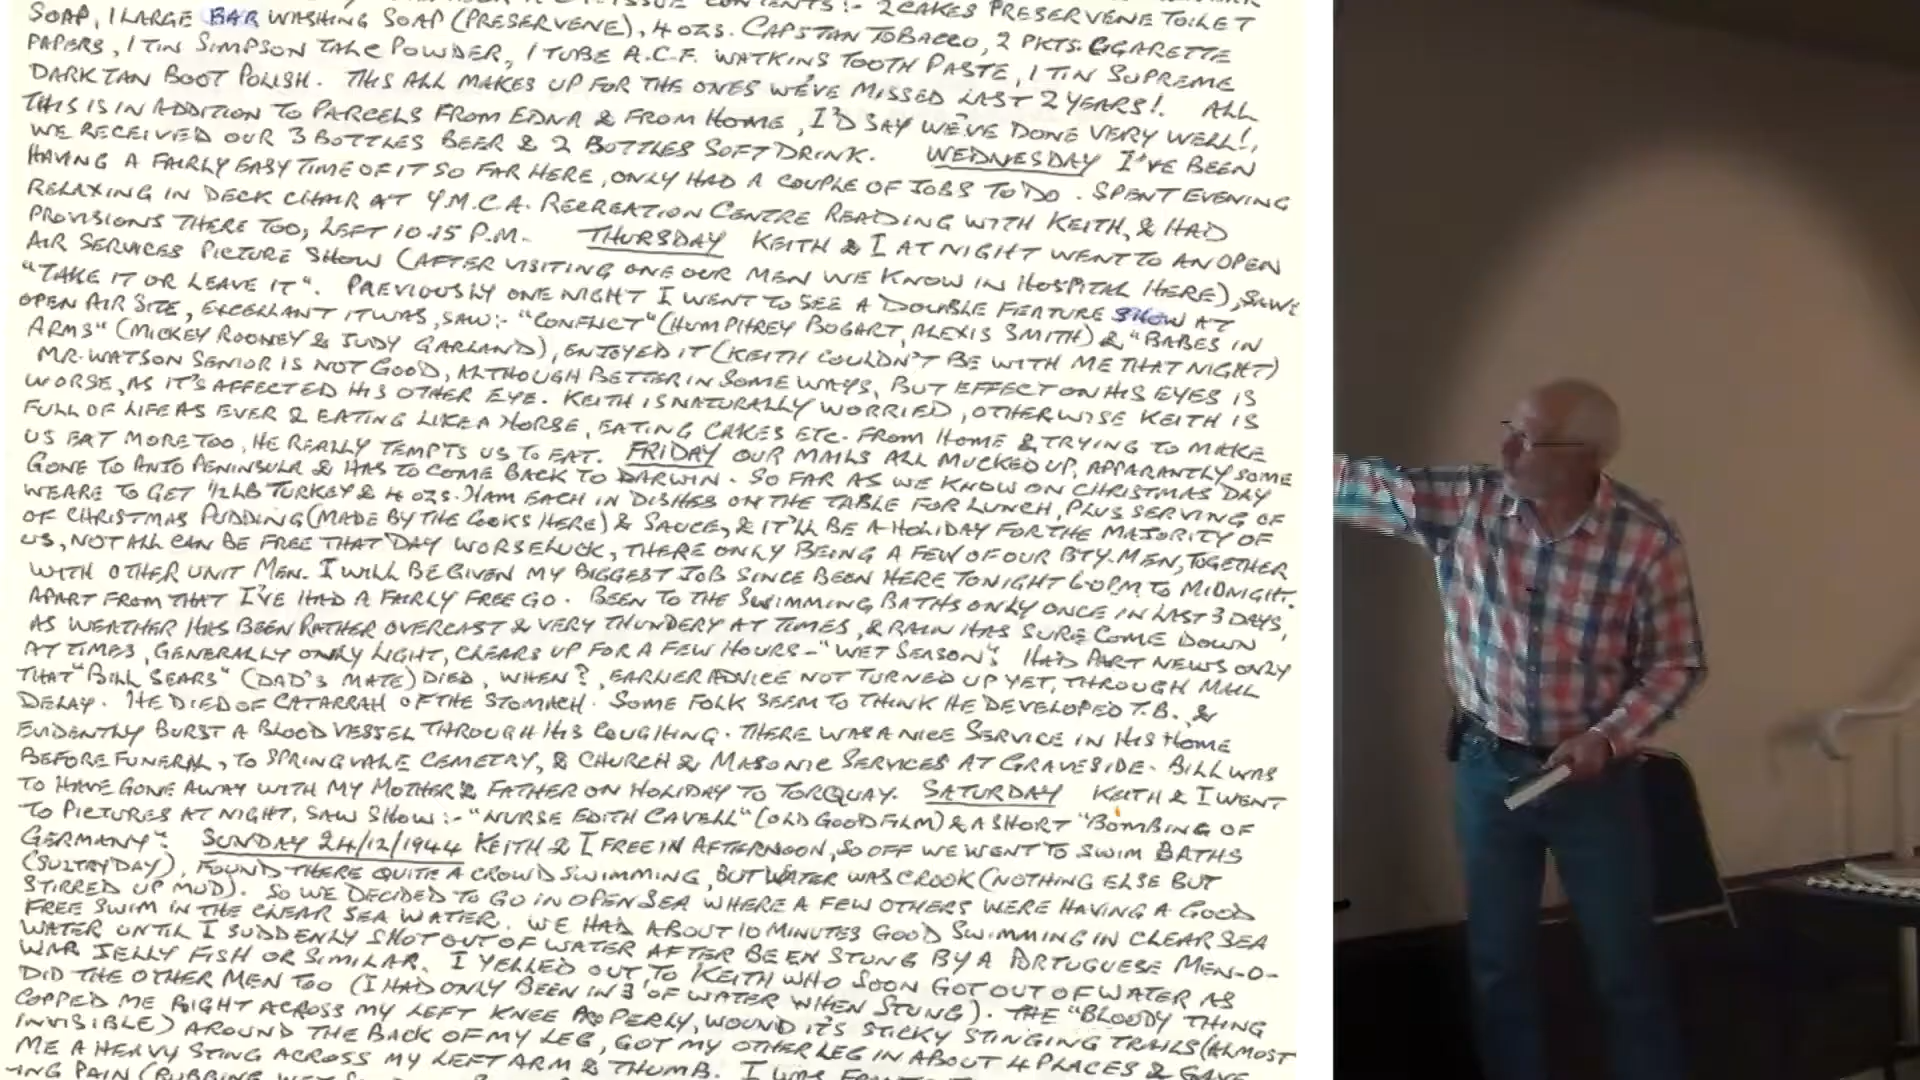 ISSUE CONTENTS:- 2 CAKES PRESERVENE TOILET
SOAP, 1 LARGE BAR WASHING SOAP (PRESERVENE), 4 OZS. CAPSTAN TOBACCO, 2 PKTS. CIGARETTE
PAPERS, 1 TIN SIMPSON TALC POWDER, 1 TUBE A.C.F. WATKINS TOOTH PASTE, 1 TIN SUPREME
DARK TAN BOOT POLISH. THIS ALL MAKES UP FOR THE ONES WE'VE MISSED LAST 2 YEARS!. ALL
THIS IS IN ADDITION TO PARCELS FROM EDNA & FROM HOME, I'D SAY WE'VE DONE VERY WELL!,
WE RECEIVED OUR 3 BOTTLES BEER & 2 BOTTLES SOFT DRINK. WEDNESDAY I'VE BEEN
HAVING A FAIRLY EASY TIME OF IT SO FAR HERE, ONLY HAD A COUPLE OF JOBS TO DO. SPENT EVENING
RELAXING IN DECK CHAIR AT Y.M.C.A. RECREATION CENTRE READING WITH KEITH, & HAD
PROVISIONS THERE TOO, LEFT 10.15 P.M. THURSDAY KEITH & I AT NIGHT WENT TO AN OPEN
AIR SERVICES PICTURE SHOW (AFTER VISITING ONE OUR MEN WE KNOW IN HOSPITAL HERE), SAW:
"TAKE IT OR LEAVE IT". PREVIOUSLY ONE NIGHT I WENT TO SEE A DOUBLE FEATURE SHOW AT
OPEN AIR SITE, EXCELLANT IT WAS, SAW:- "CONFLICT" (HUMPHREY BOGART, ALEXIS SMITH) & "BABES IN
ARMS" (MICKEY ROONEY & JUDY GARLAND), ENJOYED IT (KEITH COULDN'T BE WITH ME THAT NIGHT)
MR. WATSON SENIOR IS NOT GOOD, ALTHOUGH BETTER IN SOME WAYS, BUT EFFECT ON HIS EYES IS
WORSE, AS IT'S AFFECTED HIS OTHER EYE. KEITH IS NATURALLY WORRIED, OTHERWISE KEITH IS
FULL OF LIFE AS EVER & EATING LIKE A HORSE, EATING CAKES ETC. FROM HOME & TRYING TO MAKE
US EAT MORE TOO, HE REALLY TEMPTS US TO EAT. FRIDAY OUR MAILS ALL MUCKED UP, APPARANTLY SOME
GONE TO ANJO PENINSULA & HAS TO COME BACK TO DARWIN. SO FAR AS WE KNOW ON CHRISTMAS DAY
WE ARE TO GET 1/2 LB TURKEY & 4 OZS. HAM EACH IN DISHES ON THE TABLE FOR LUNCH, PLUS SERVING OF
OF CHRISTMAS PUDDING (MADE BY THE COOKS HERE) & SAUCE, & IT'LL BE A HOLIDAY FOR THE MAJORITY OF
US, NOT ALL CAN BE FREE THAT DAY WORSE LUCK, THERE ONLY BEING A FEW OF OUR BTY. MEN, TOGETHER
WITH OTHER UNIT MEN. I WILL BE GIVEN MY BIGGEST JOB SINCE BEEN HERE TONIGHT 6.0PM TO MIDNIGHT.
APART FROM THAT I'VE HAD A FAIRLY FREE GO. BEEN TO THE SWIMMING BATHS ONLY ONCE IN LAST 3 DAYS,
AS WEATHER HAS BEEN RATHER OVERCAST & VERY THUNDERY AT TIMES, & RAIN HAS SURE COME DOWN
AT TIMES, GENERALLY ONLY LIGHT, CLEARS UP FOR A FEW HOURS - "WET SEASON". HAD PART NEWS ONLY
THAT "BILL SEARS" (DAD'S MATE) DIED, WHEN?, EARLIER ADVICE NOT TURNED UP YET, THROUGH MAIL
DELAY. HE DIED OF CATARRAH OF THE STOMACH. SOME FOLK SEEM TO THINK HE DEVELOPED T.B., &
EVIDENTLY BURST A BLOOD VESSEL THROUGH HIS COUGHING. THERE WAS A NICE SERVICE IN HIS HOME
BEFORE FUNERAL, TO SPRINGVALE CEMETRY, & CHURCH & MASONIC SERVICES AT GRAVESIDE. BILL WAS
TO HAVE GONE AWAY WITH MY MOTHER & FATHER ON HOLIDAY TO TORQUAY. SATURDAY KEITH & I WENT
TO PICTURES AT NIGHT, SAW SHOW:- "NURSE EDITH CAVELL" (OLD GOOD FILM) & A SHORT "BOMBING OF
GERMANY". SUNDAY 24/12/1944 KEITH & I FREE IN AFTERNOON, SO OFF WE WENT TO SWIM BATHS
(SULTRY DAY), FOUND THERE QUITE A CROWD SWIMMING, BUT WATER WAS CROOK (NOTHING ELSE BUT
STIRRED UP MUD). SO WE DECIDED TO GO IN OPEN SEA WHERE A FEW OTHERS WERE HAVING A GOOD
FREE SWIM IN THE CLEAR SEA WATER. WE HAD ABOUT 10 MINUTES GOOD SWIMMING IN CLEAR SEA
WATER UNTIL I SUDDENLY SHOT OUT OF WATER AFTER BEEN STUNG BY A PORTUGUESE MEN-O-
WAR JELLY FISH OR SIMILAR. I YELLED OUT TO KEITH WHO SOON GOT OUT OF WATER AS
DID THE OTHER MEN TOO (I HAD ONLY BEEN IN 3' OF WATER WHEN STUNG). THE "BLOODY THING
COPPED ME RIGHT ACROSS MY LEFT KNEE PROPERLY, WOUND IT'S STICKY STINGING TRAILS (ALMOST
INVISIBLE) AROUND THE BACK OF MY LEG, GOT MY OTHER LEG IN ABOUT 4 PLACES & GAVE
ME A HEAVY STING ACROSS MY LEFT ARM & THUMB. I WAS
ING PAIN (RUBBING WET